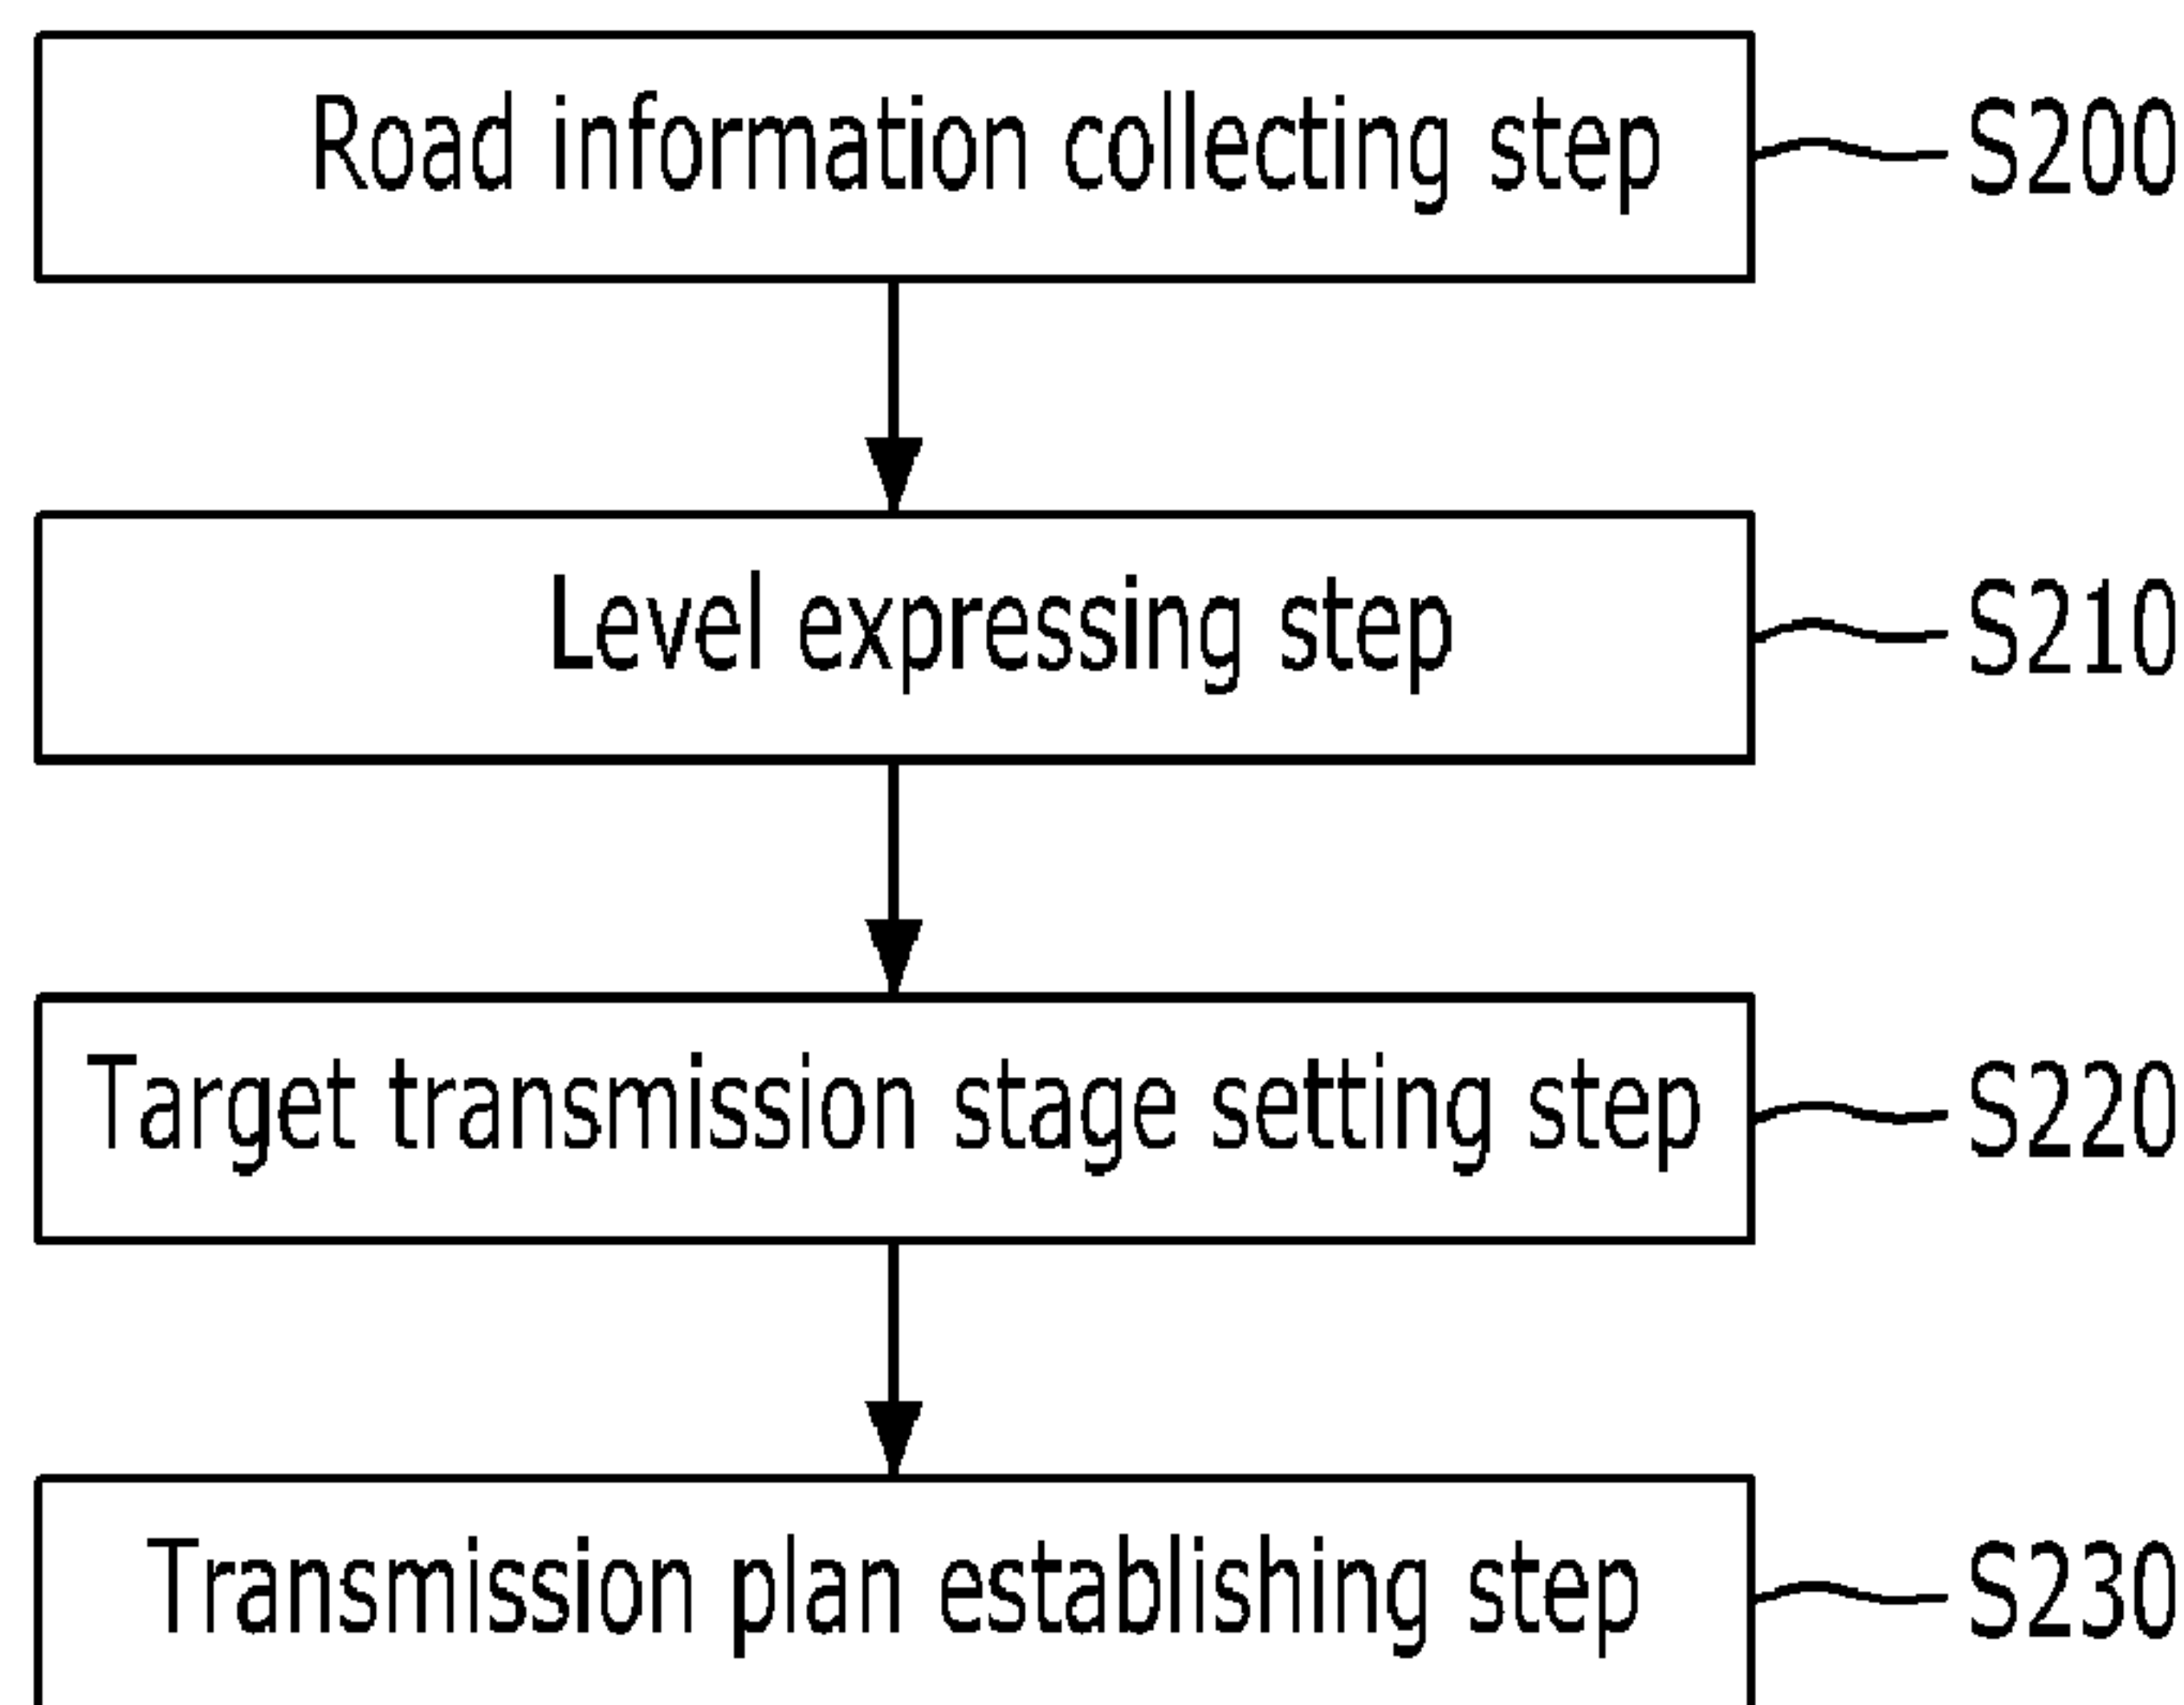 Road information collecting step S200
Level expressing step S210
Target transmission stage setting step S220
Transmission plan establishing step S230